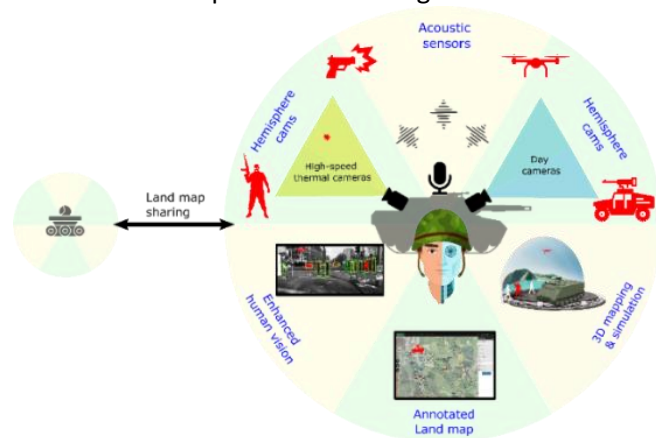 Acoustic
sensors
Hemisphere
cams
Hemisphere
cams
High-speed
thermal cameras
Day
cameras
Land map
sharing
Enhanced
human vision
3D mapping
& simulation
Annotated
Land map